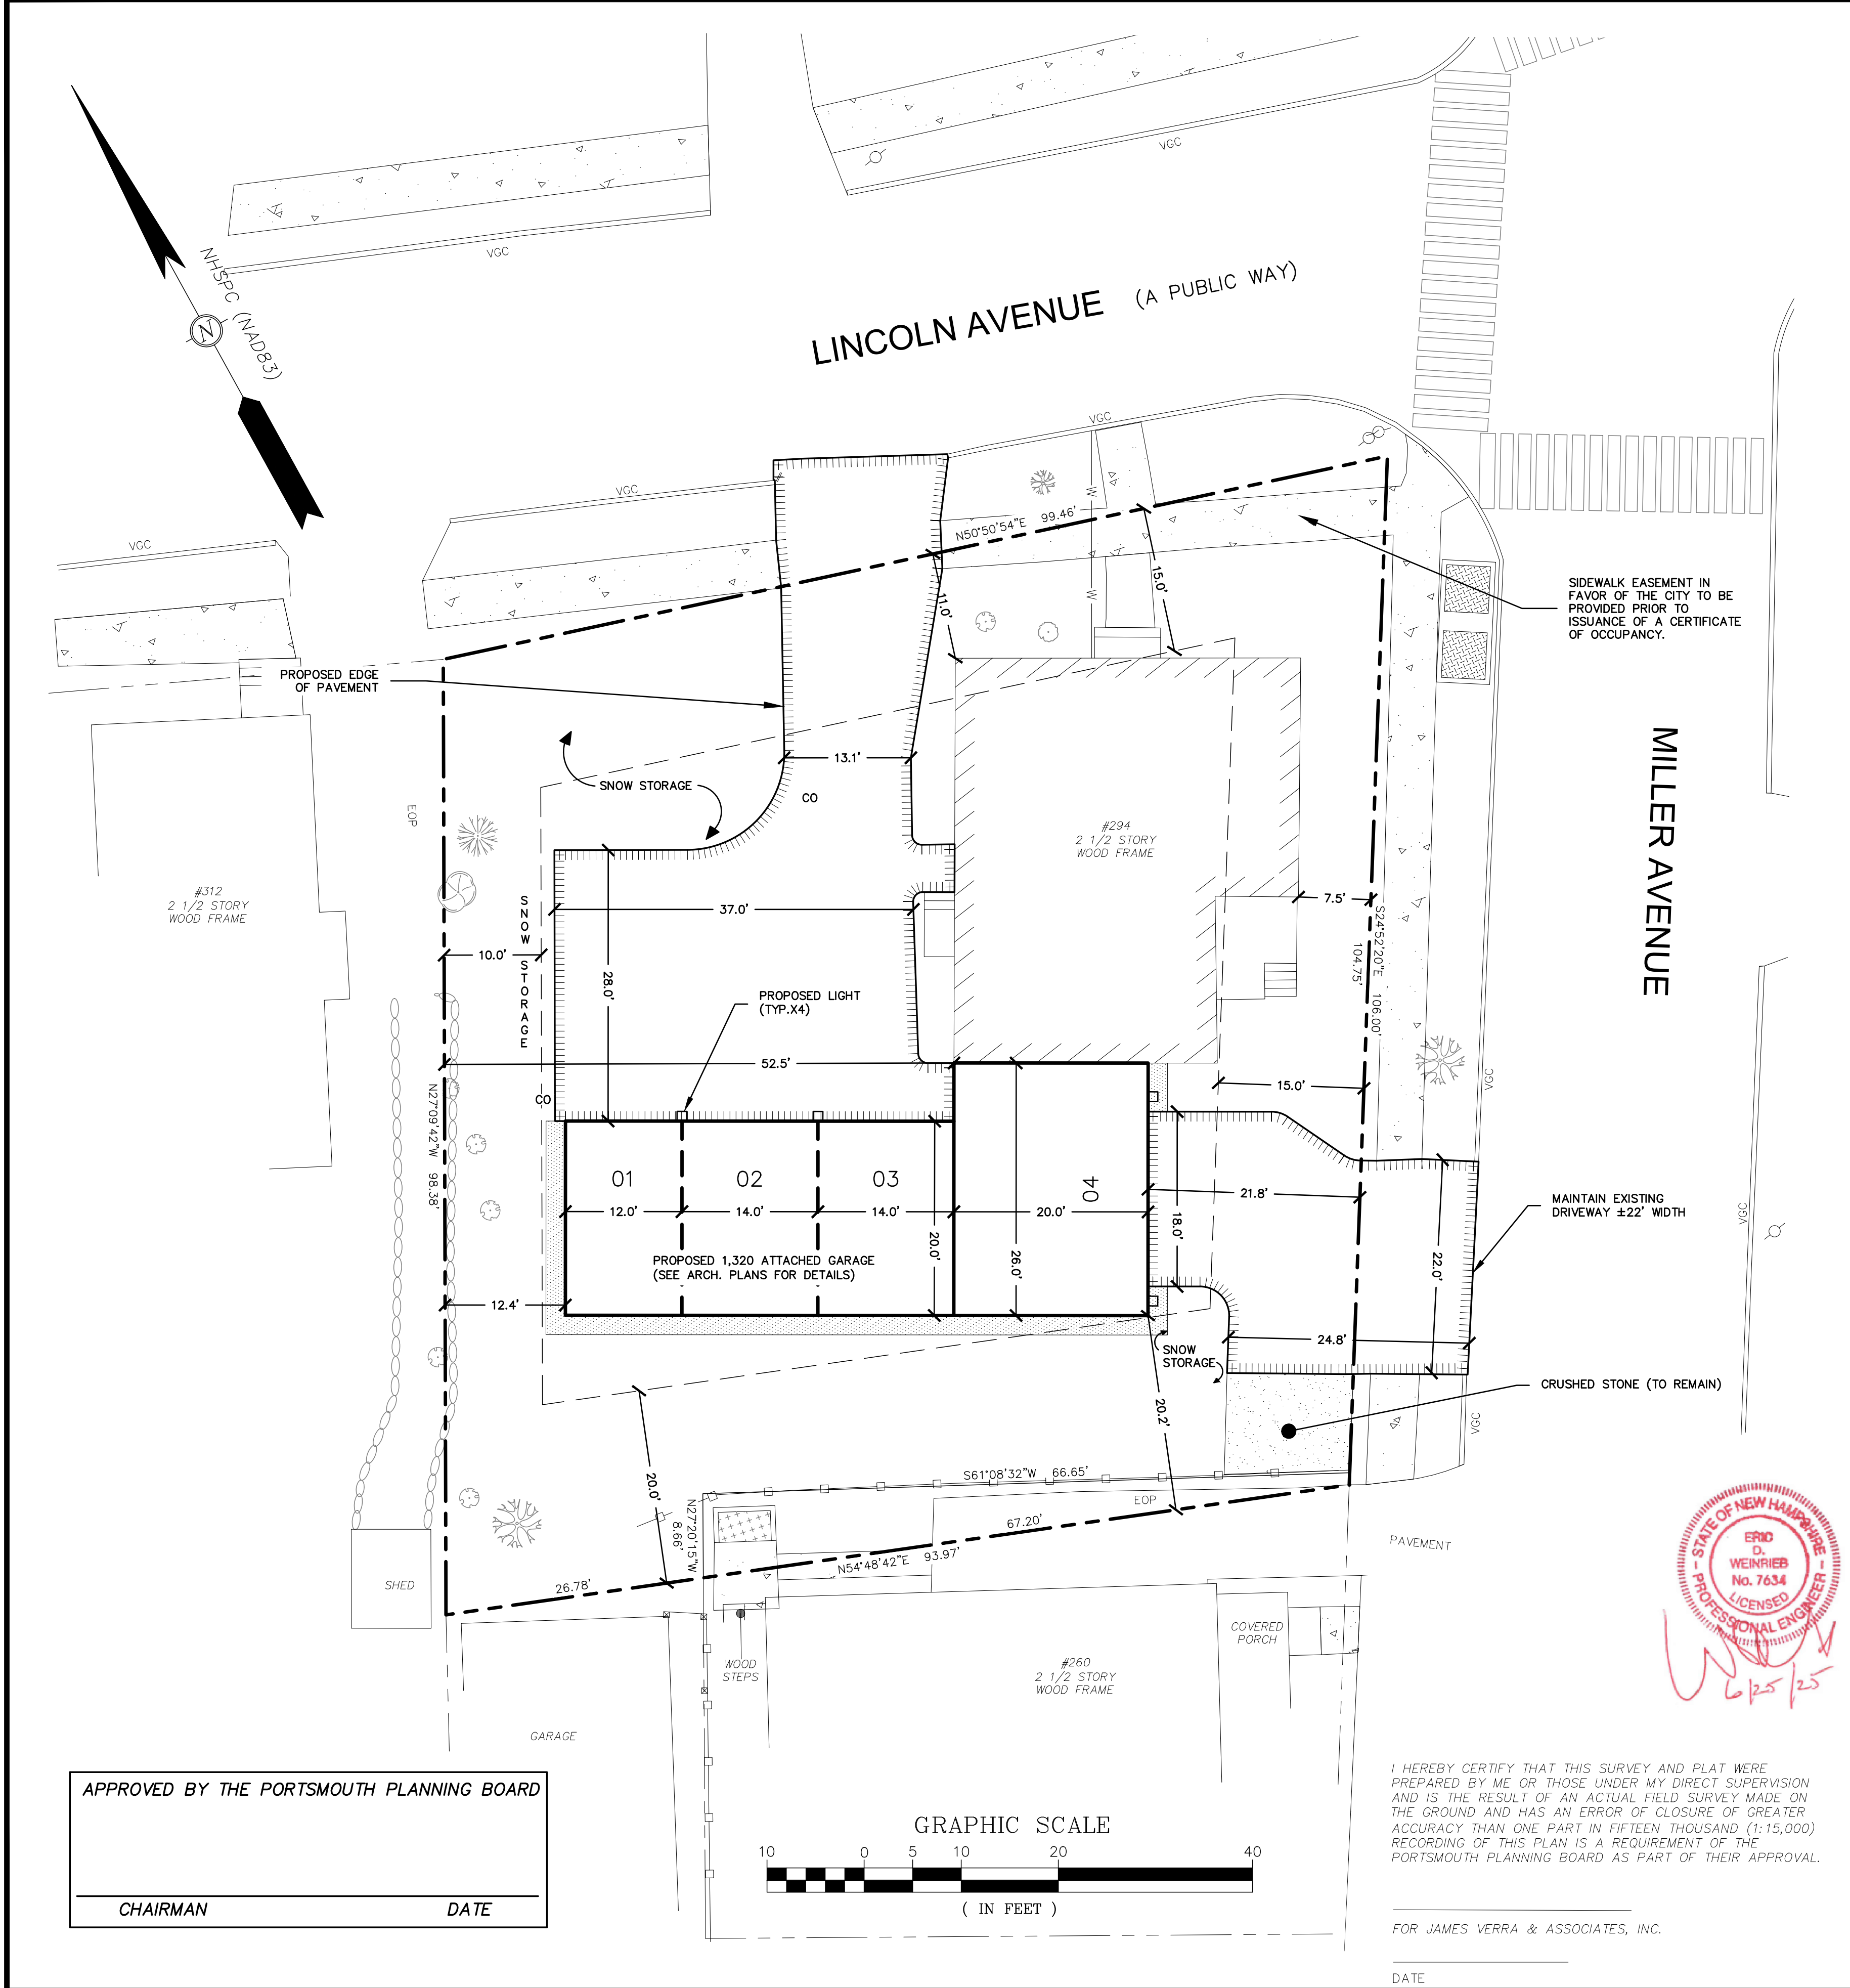 VGC
VGC
NHSPC (NAD83)
N
LINCOLN AVENUE (A PUBLIC WAY)
VGC
VGC
VGC
W
N50°50'54"E 99.46'
15.0'
W
11.0'
SIDEWALK EASEMENT IN
FAVOR OF THE CITY TO BE
PROVIDED PRIOR TO
ISSUANCE OF A CERTIFICATE
OF OCCUPANCY.
PROPOSED EDGE
OF PAVEMENT
13.1'
SNOW STORAGE
CO
EOP
MILLER AVENUE
#294
2 1/2 STORY
WOOD FRAME
#312
2 1/2 STORY
WOOD FRAME
SNOW STORAGE
37.0'
7.5'
S24°52'20"E 106.00'
104.75'
10.0'
28.0'
PROPOSED LIGHT
(TYP.X4)
52.5'
15.0'
VGC
CO
N27°09'42"W 98.38'
01
02
03
04
12.0'
14.0'
14.0'
20.0'
20.0'
26.0'
18.0'
21.8'
22.0'
MAINTAIN EXISTING
DRIVEWAY ±22' WIDTH
VGC
PROPOSED 1,320 ATTACHED GARAGE
(SEE ARCH. PLANS FOR DETAILS)
12.4'
24.8'
SNOW
STORAGE
CRUSHED STONE (TO REMAIN)
20.2'
VGC
20.0'
S61°08'32"W 66.65'
EOP
N27°20'15"W
8.66'
67.20'
N54°48'42"E 93.97'
26.78'
PAVEMENT
SHED
STATE OF NEW HAMPSHIRE
ERIC
D.
WEINRIEB
No. 7634
LICENSED
PROFESSIONAL ENGINEER
6/25/25
COVERED
PORCH
WOOD
STEPS
#260
2 1/2 STORY
WOOD FRAME
GARAGE
APPROVED BY THE PORTSMOUTH PLANNING BOARD
CHAIRMAN DATE
GRAPHIC SCALE
10 0 5 10 20 40
( IN FEET )
I HEREBY CERTIFY THAT THIS SURVEY AND PLAT WERE
PREPARED BY ME OR THOSE UNDER MY DIRECT SUPERVISION
AND IS THE RESULT OF AN ACTUAL FIELD SURVEY MADE ON
THE GROUND AND HAS AN ERROR OF CLOSURE OF GREATER
ACCURACY THAN ONE PART IN FIFTEEN THOUSAND (1:15,000)
RECORDING OF THIS PLAN IS A REQUIREMENT OF THE
PORTSMOUTH PLANNING BOARD AS PART OF THEIR APPROVAL.
FOR JAMES VERRA & ASSOCIATES, INC.
DATE